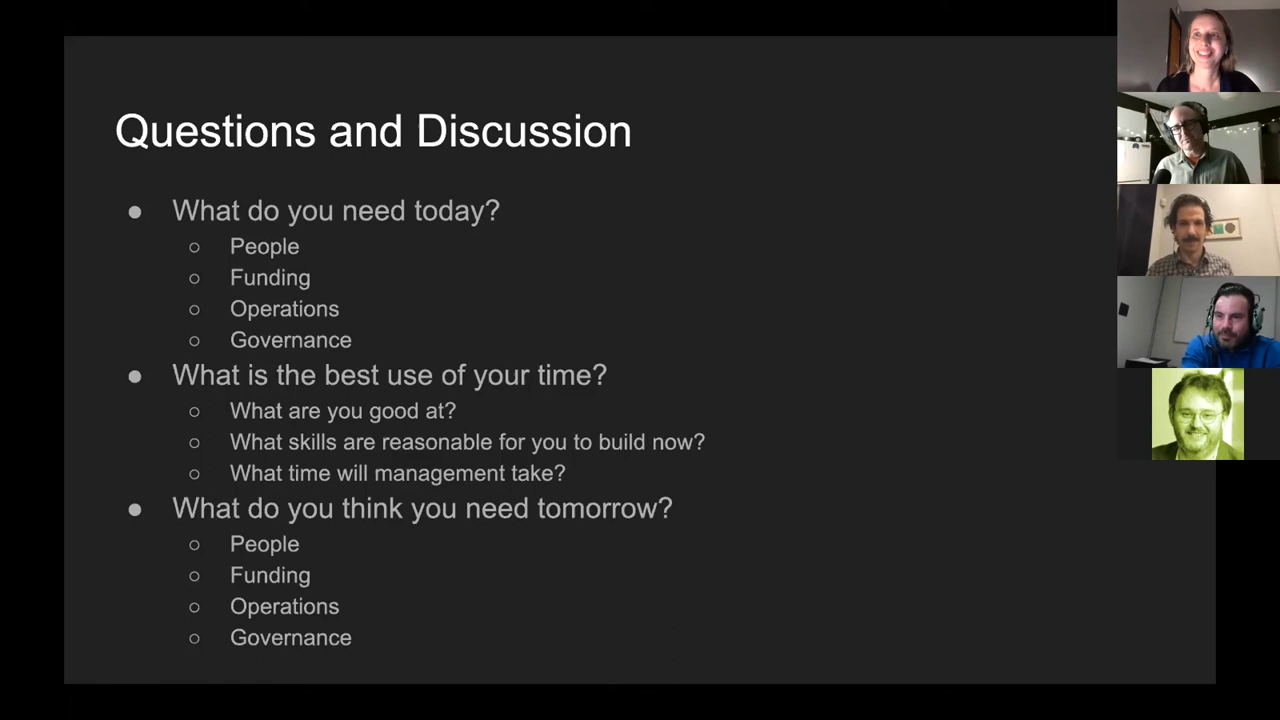 Questions and Discussion
● What do you need today?
○ People
○ Funding
○ Operations
○ Governance
● What is the best use of your time?
○ What are you good at?
○ What skills are reasonable for you to build now?
○ What time will management take?
● What do you think you need tomorrow?
○ People
○ Funding
○ Operations
○ Governance